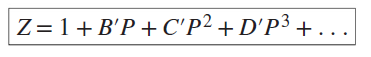 Z = 1 + B′P + C′P² + D′P³ + . . .